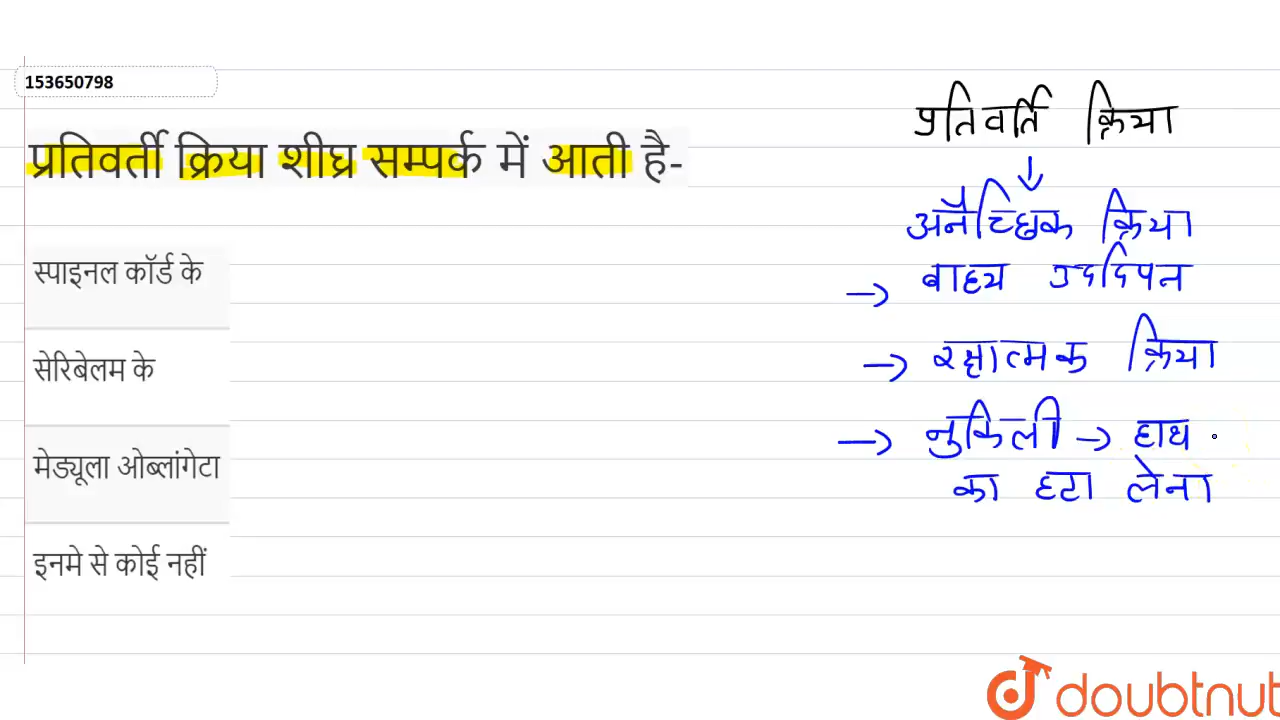 153650798
प्रतिवर्ती क्रिया शीघ्र सम्पर्क में आती है-
स्पाइनल कॉर्ड के
सेरिबेलम के
मेड्यूला ओब्लांगेटा
इनमे से कोई नहीं
प्रतिवर्ति क्रिया
↓
अनैच्छिक क्रिया
→ बाह्य उददिपन
→ रक्षात्मक क्रिया
→ नुकिली → हाथ
का हटा लेना
doubtnut